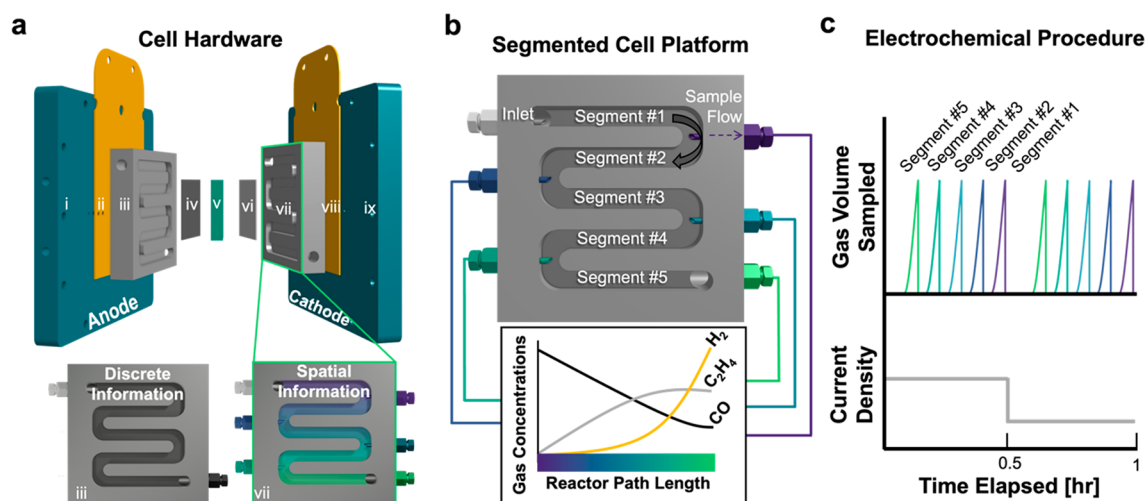 a
Cell Hardware
i
ii
iii
iv
v
vi
vii
viii
ix
Anode
Cathode
Discrete
Information
iii
Spatial
Information
vii
b
Segmented Cell Platform
Inlet
Segment #1
Sample
Flow
Segment #2
Segment #3
Segment #4
Segment #5
Gas Concentrations
H₂
C₂H₄
CO
Reactor Path Length
c
Electrochemical Procedure
Gas Volume
Sampled
Segment #5
Segment #4
Segment #3
Segment #2
Segment #1
Current
Density
0.5
1
Time Elapsed [hr]